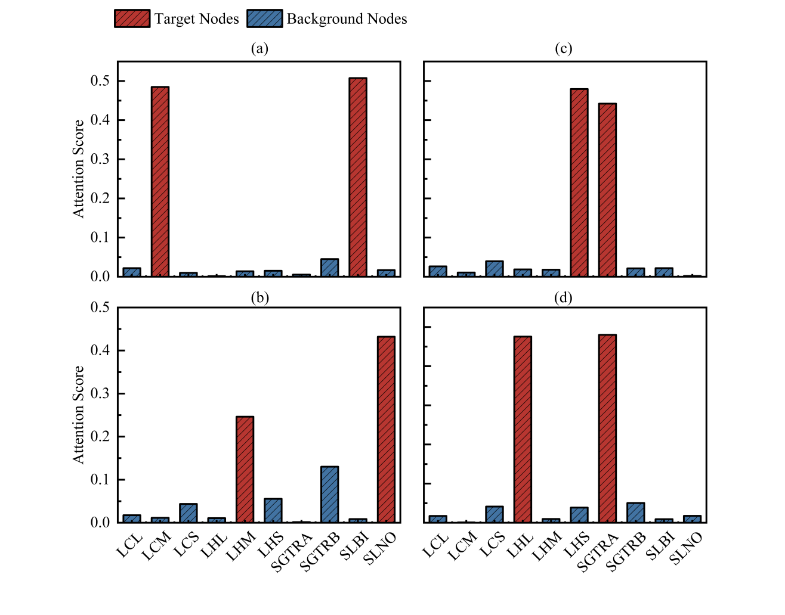 Target Nodes Background Nodes
(a) (c)
0.5
0.4
0.3
0.2
0.1
0.0
Attention Score
(b) (d)
0.5
0.4
0.3
0.2
0.1
0.0
Attention Score
LCL LCM LCS LHL LHM LHS SGTRA SGTRB SLBI SLNO
LCL LCM LCS LHL LHM LHS SGTRA SGTRB SLBI SLNO